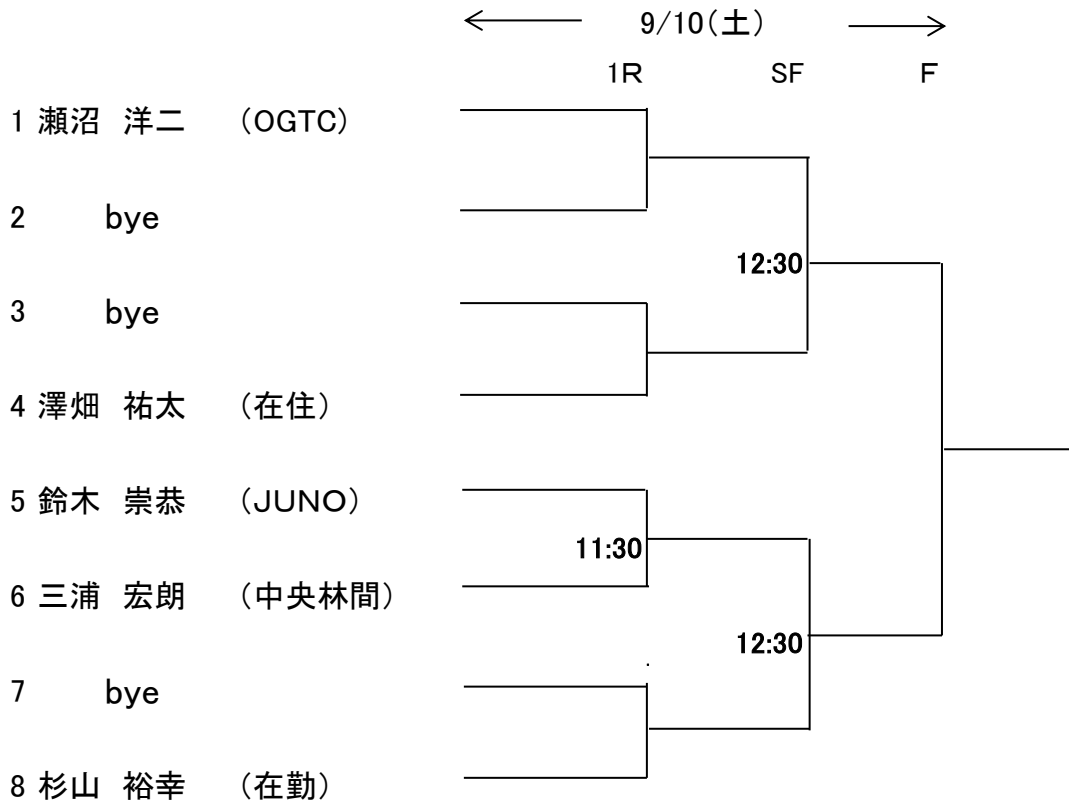 9/10(土)
1R SF F
1 瀬沼 洋二 (OGTC)
2 bye
12:30
3 bye
4 澤畑 祐太 (在住)
5 鈴木 崇恭 (JUNO)
11:30
6 三浦 宏朗 (中央林間)
12:30
7 bye
8 杉山 裕幸 (在勤)